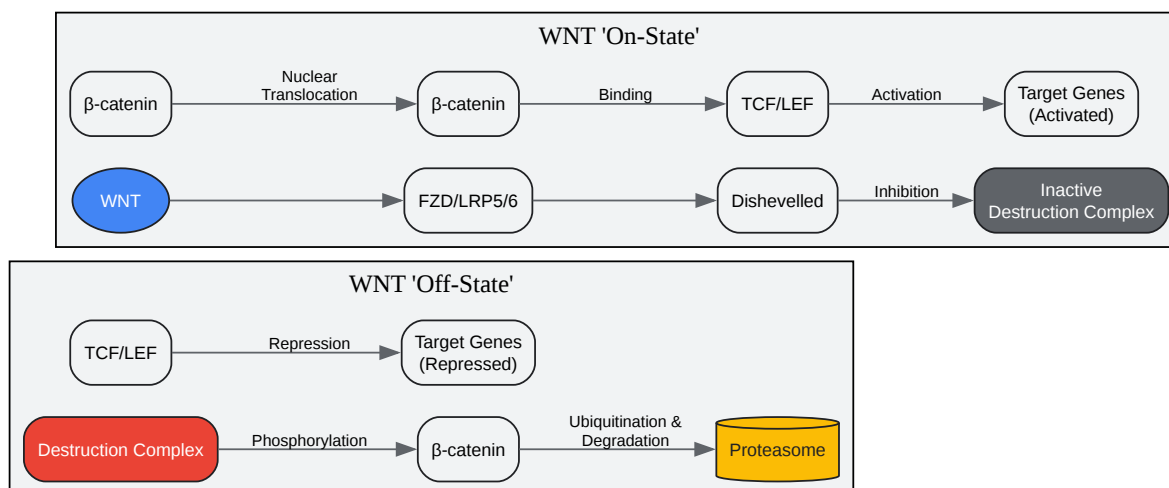 WNT 'On-State'
β-catenin
Nuclear
Translocation
β-catenin
Binding
TCF/LEF
Activation
Target Genes
(Activated)
WNT
FZD/LRP5/6
Dishevelled
Inhibition
Inactive
Destruction Complex
WNT 'Off-State'
TCF/LEF
Repression
Target Genes
(Repressed)
Destruction Complex
Phosphorylation
β-catenin
Ubiquitination &
Degradation
Proteasome